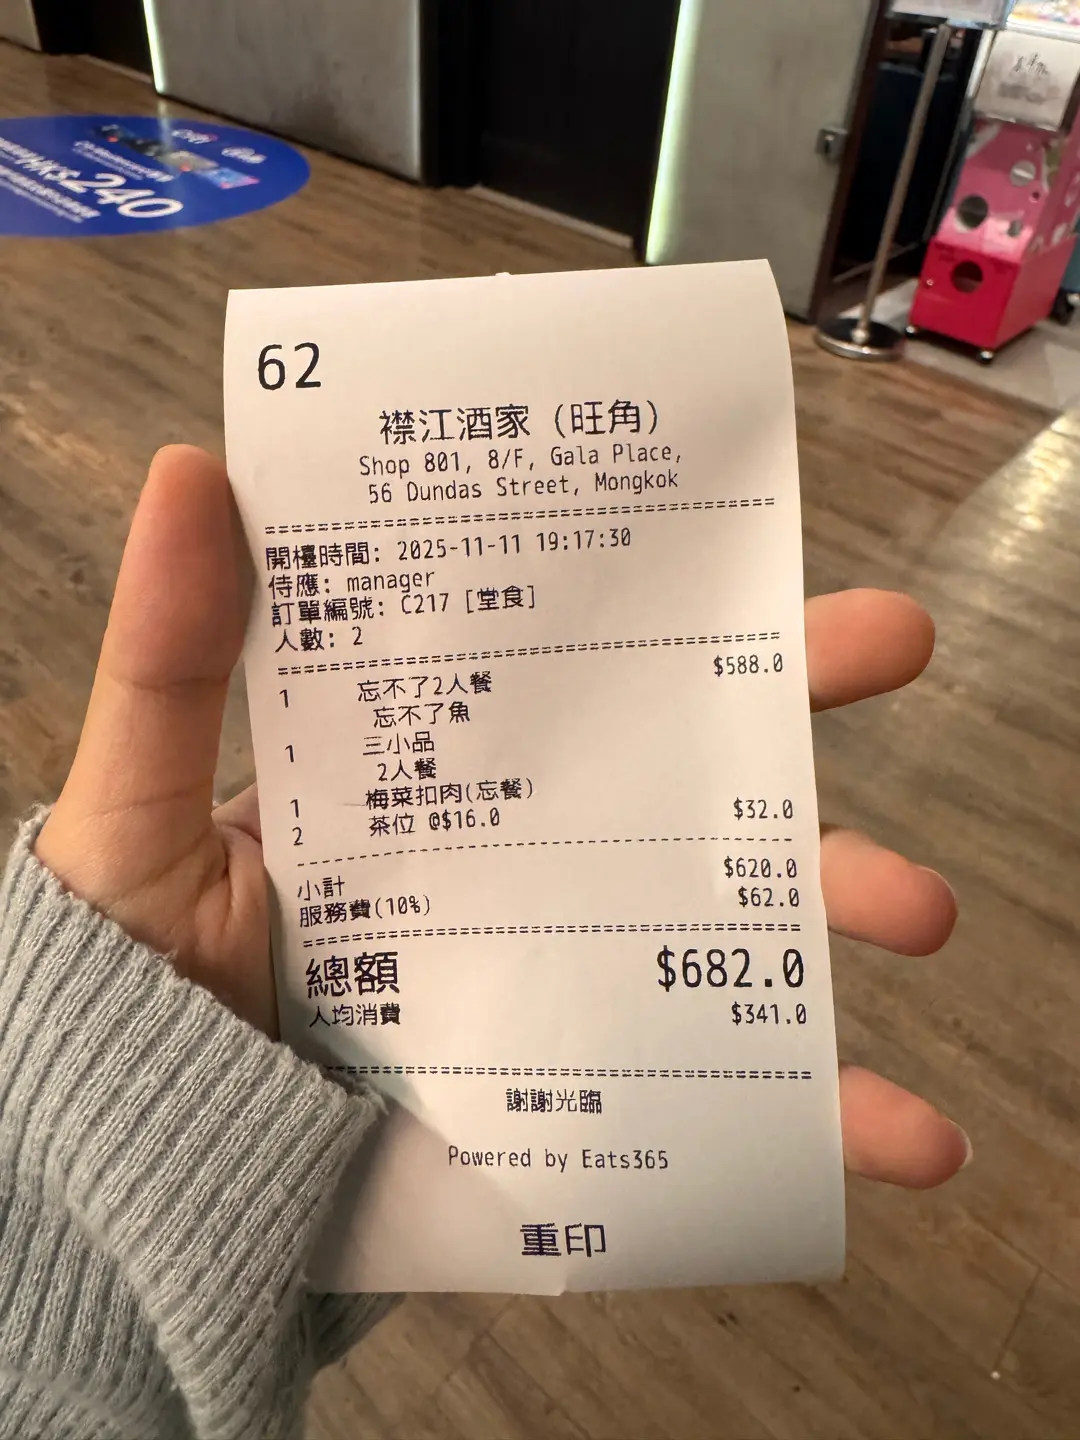 HK$240
62
襟江酒家 (旺角)
Shop 801, 8/F, Gala Place,
56 Dundas Street, Mongkok
開檯時間: 2025-11-11 19:17:30
侍應: manager
訂單編號: C217 [堂食]
人數: 2
1 忘不了2人餐 $588.0
忘不了魚
1 三小品
2人餐
1 梅菜扣肉(忘餐)
2 茶位 @$16.0 $32.0
小計 $620.0
服務費(10%) $62.0
總額 $682.0
人均消費 $341.0
謝謝光臨
Powered by Eats365
重印